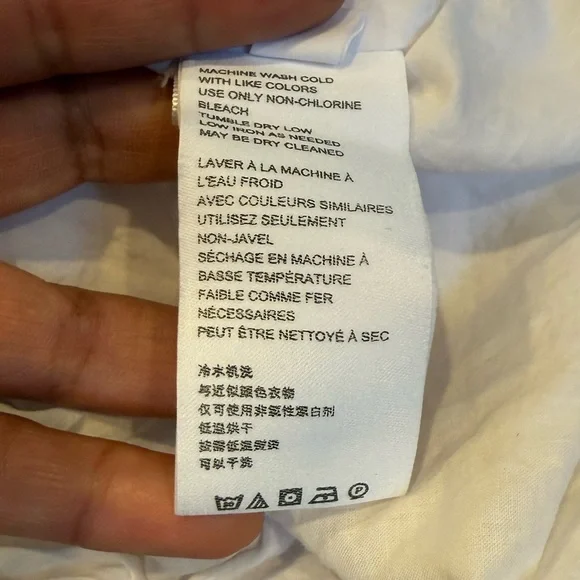 MACHINE WASH COLD
WITH LIKE COLORS
USE ONLY NON-CHLORINE
BLEACH
TUMBLE DRY LOW
LOW IRON AS NEEDED
MAY BE DRY CLEANED
LAVER À LA MACHINE À
L'EAU FROID
AVEC COULEURS SIMILAIRES
UTILISEZ SEULEMENT
NON-JAVEL
SÉCHAGE EN MACHINE À
BASSE TEMPÉRATURE
FAIBLE COMME FER
NÉCESSAIRES
PEUT ÊTRE NETTOYÉ À SEC
冷水机洗
与近似颜色衣物
仅可使用非氯性漂白剂
低温烘干
按需低温熨烫
可以干洗
30
P